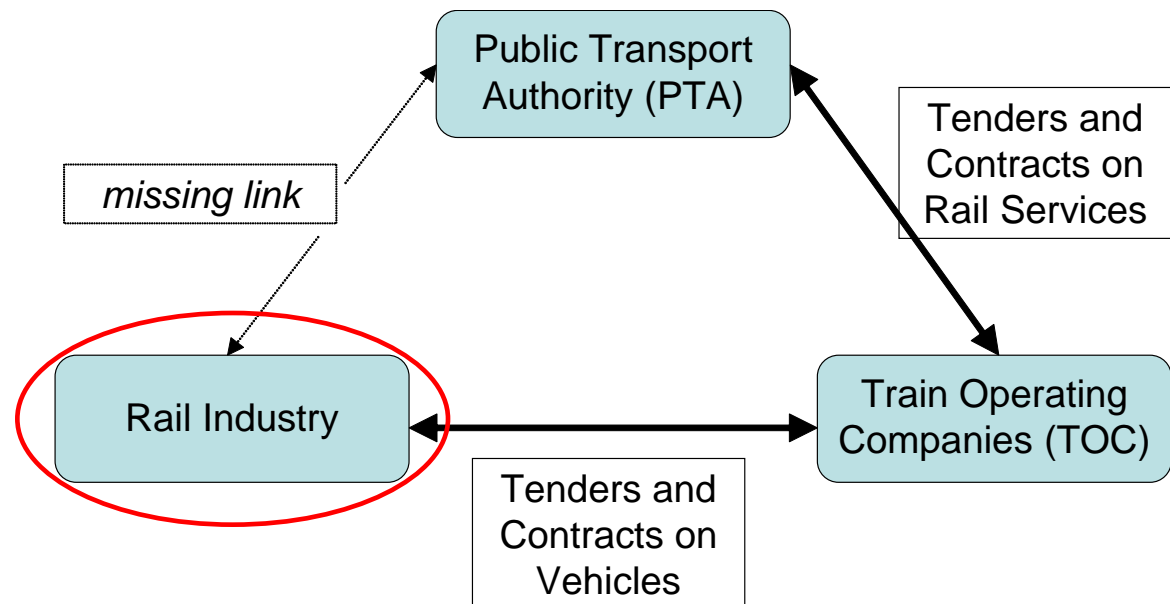 Public Transport
Authority (PTA)
Tenders and
Contracts on
Rail Services
missing link
Rail Industry
Train Operating
Companies (TOC)
Tenders and
Contracts on
Vehicles